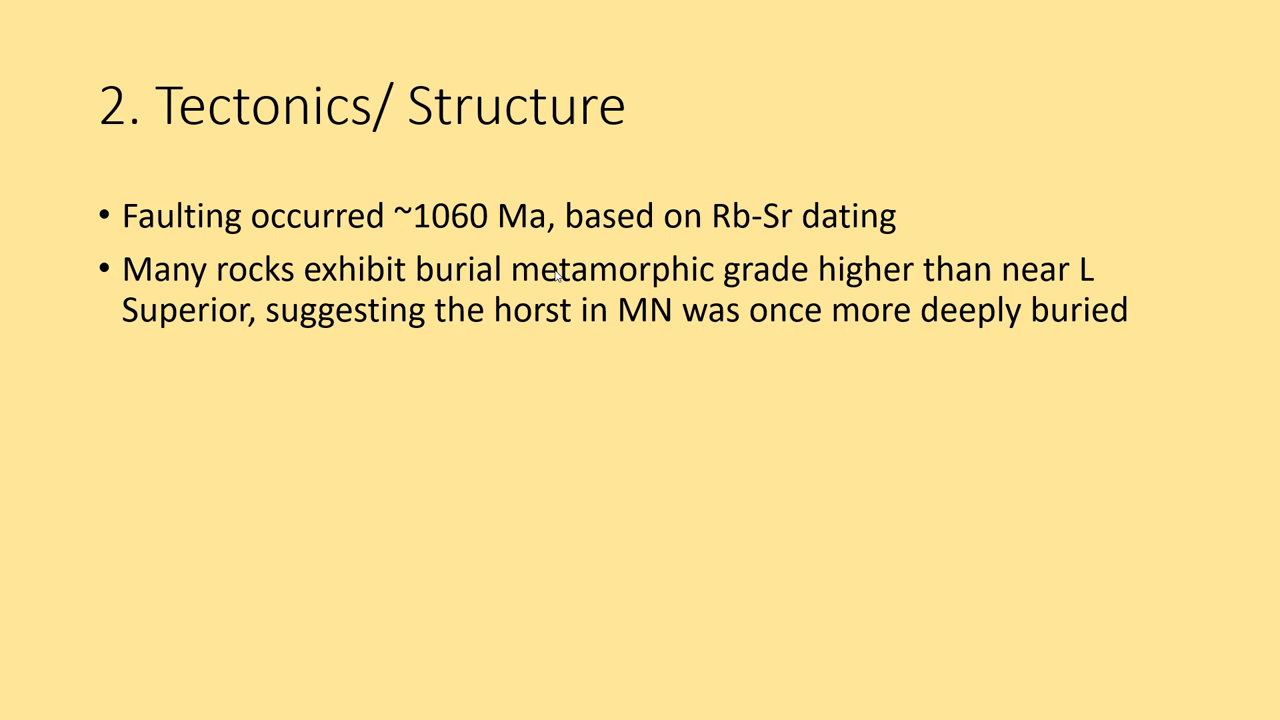 2. Tectonics/ Structure
• Faulting occurred ~1060 Ma, based on Rb-Sr dating
• Many rocks exhibit burial metamorphic grade higher than near L
Superior, suggesting the horst in MN was once more deeply buried